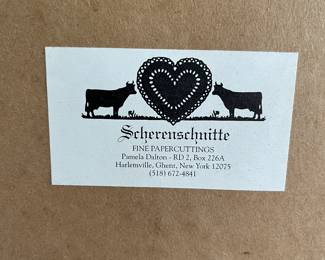 Scherenschnitte
FINE PAPERCUTTINGS
Pamela Dalton - RD 2, Box 226A
Harlemville, Ghent, New York 12075
(518) 672-4841